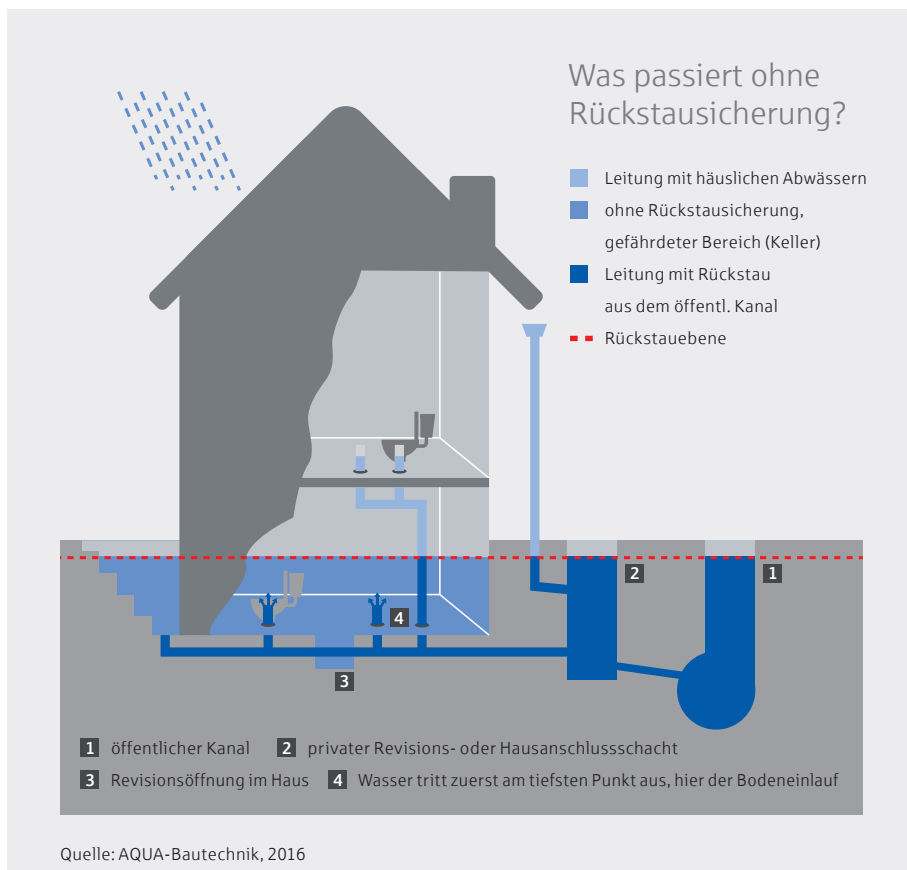 Was passiert ohne
Rückstausicherung?
Leitung mit häuslichen Abwässern
ohne Rückstausicherung,
gefährdeter Bereich (Keller)
Leitung mit Rückstau
aus dem öffentl. Kanal
Rückstauebene
2
1
4
3
1 öffentlicher Kanal 2 privater Revisions- oder Hausanschlussschacht
3 Revisionsöffnung im Haus 4 Wasser tritt zuerst am tiefsten Punkt aus, hier der Bodeneinlauf
Quelle: AQUA-Bautechnik, 2016